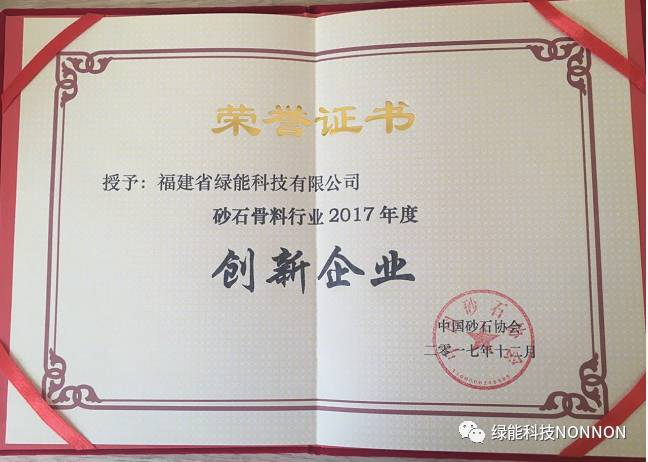 荣誉证书
授予：福建省绿能科技有限公司
砂石骨料行业2017年度
创新企业
中国砂石协会
二零一七年十二月
绿能科技NONNON